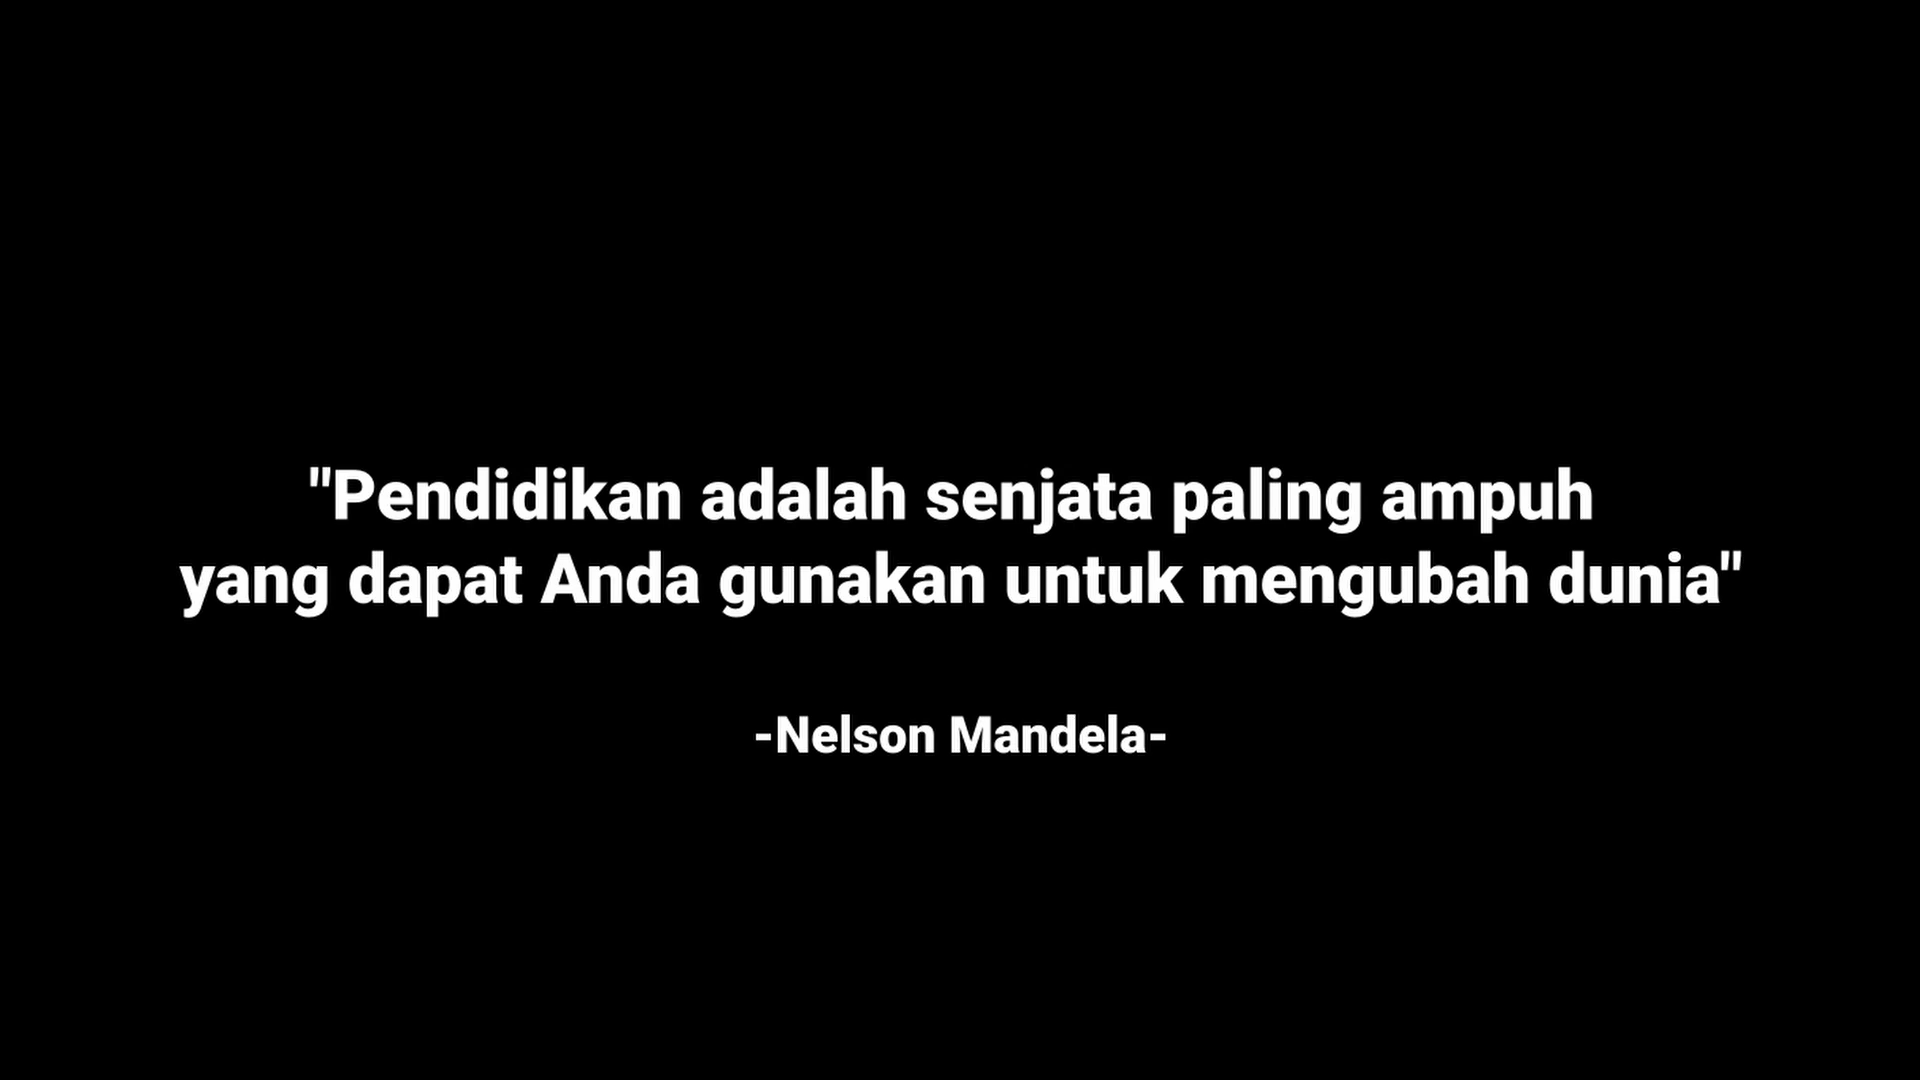 "Pendidikan adalah senjata paling ampuh
yang dapat Anda gunakan untuk mengubah dunia"
-Nelson Mandela-